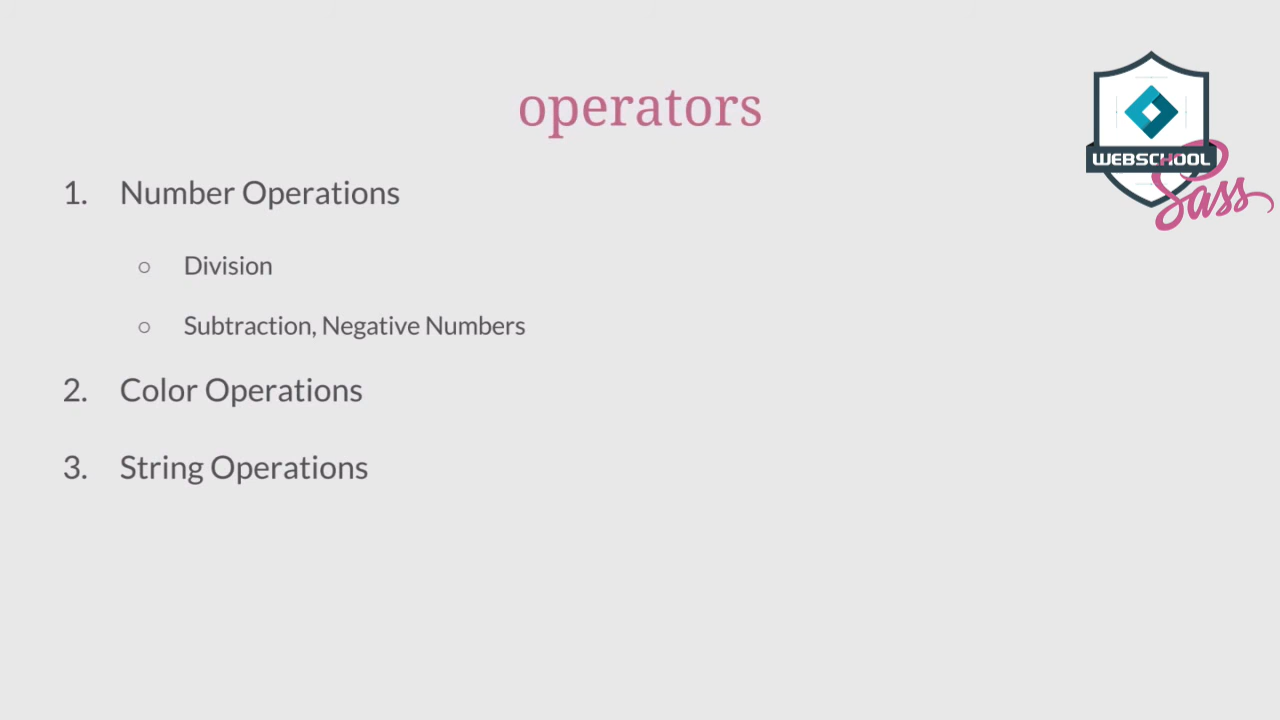 operators
WEBSCHOOL
Sass
1. Number Operations
○ Division
○ Subtraction, Negative Numbers
2. Color Operations
3. String Operations